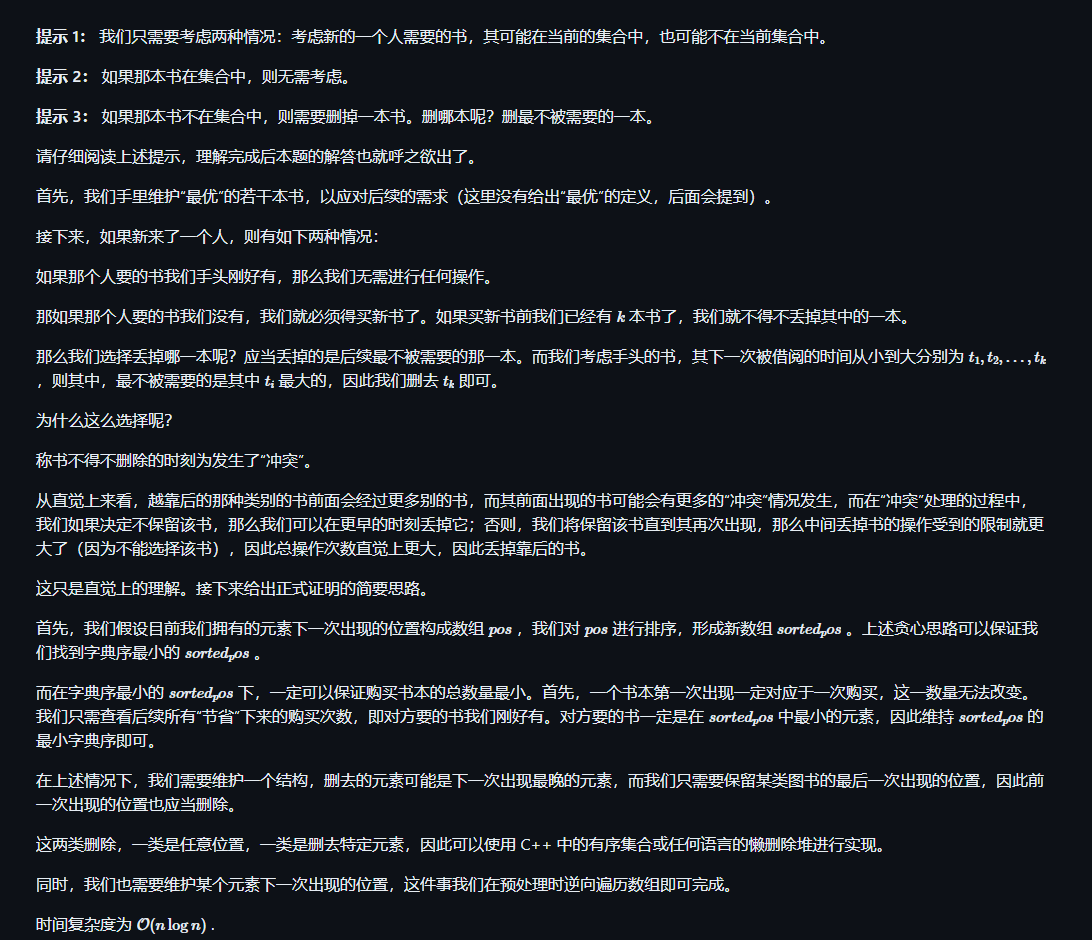 提示 1： 我们只需要考虑两种情况：考虑新的一个人需要的书，其可能在当前的集合中，也可能不在当前集合中。
提示 2： 如果那本书在集合中，则无需考虑。
提示 3： 如果那本书不在集合中，则需要删掉一本书。删哪本呢？删最不被需要的一本。
请仔细阅读上述提示，理解完成后本题的解答也就呼之欲出了。
首先，我们手里维护“最优”的若干本书，以应对后续的需求（这里没有给出“最优”的定义，后面会提到）。
接下来，如果新来了一个人，则有如下两种情况：
如果那个人要的书我们手头刚好有，那么我们无需进行任何操作。
那如果那个人要的书我们没有，我们就必须得买新书了。如果买新书前我们已经有 k 本书了，我们就不得不丢掉其中的一本。
那么我们选择丢掉哪一本呢？应当丢掉的是后续最不被需要的那一本。而我们考虑手头的书，其下一次被借阅的时间从小到大分别为 t₁, t₂, . . . , tₖ
，则其中，最不被需要的是其中 tᵢ 最大的，因此我们删去 tₖ 即可。
为什么这么选择呢？
称书不得不删除的时刻为发生了“冲突”。
从直觉上来看，越靠后的那种类别的书前面会经过更多别的书，而其前面出现的书可能会有更多的“冲突”情况发生，而在“冲突”处理的过程中，
我们如果决定不保留该书，那么我们可以在更早的时刻丢掉它；否则，我们将保留该书直到其再次出现，那么中间丢掉书的操作受到的限制就更
大了（因为不能选择该书），因此总操作次数直觉上更大，因此丢掉靠后的书。
这只是直觉上的理解。接下来给出正式证明的简要思路。
首先，我们假设目前我们拥有的元素下一次出现的位置构成数组 pos ，我们对 pos 进行排序，形成新数组 sortedₚos 。上述贪心思路可以保证我
们找到字典序最小的 sortedₚos 。
而在字典序最小的 sortedₚos 下，一定可以保证购买书本的总数量最小。首先，一个书本第一次出现一定对应于一次购买，这一数量无法改变。
我们只需查看后续所有“节省”下来的购买次数，即对方要的书我们刚好有。对方要的书一定是在 sortedₚos 中最小的元素，因此维持 sortedₚos 的
最小字典序即可。
在上述情况下，我们需要维护一个结构，删去的元素可能是下一次出现最晚的元素，而我们只需要保留某类图书的最后一次出现的位置，因此前
一次出现的位置也应当删除。
这两类删除，一类是任意位置，一类是删去特定元素，因此可以使用 C++ 中的有序集合或任何语言的懒删除堆进行实现。
同时，我们也需要维护某个元素下一次出现的位置，这件事我们在预处理时逆向遍历数组即可完成。
时间复杂度为 𝒪(n log n) .